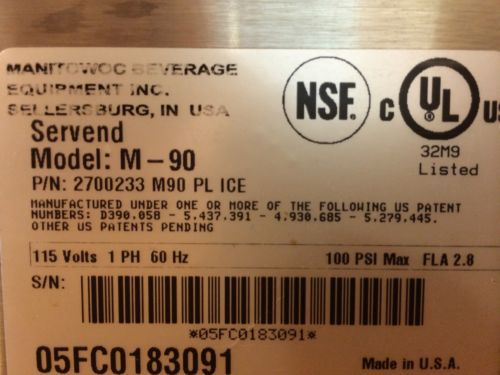 MANITOWOC BEVERAGE
EQUIPMENT INC.
SELLERSBURG, IN USA
NSF®
C UL® US
32M9
Listed
Servend
Model: M-90
P/N: 2700233 M90 PL ICE
MANUFACTURED UNDER ONE OR MORE OF THE FOLLOWING US PATENT
NUMBERS: D390.058 - 5.437.391 - 4.930.685 - 5.279.445.
OTHER US PATENTS PENDING
115 Volts 1 PH 60 Hz 100 PSI Max FLA 2.8
S/N:
*05FC0183091*
05FC0183091 Made in U.S.A.